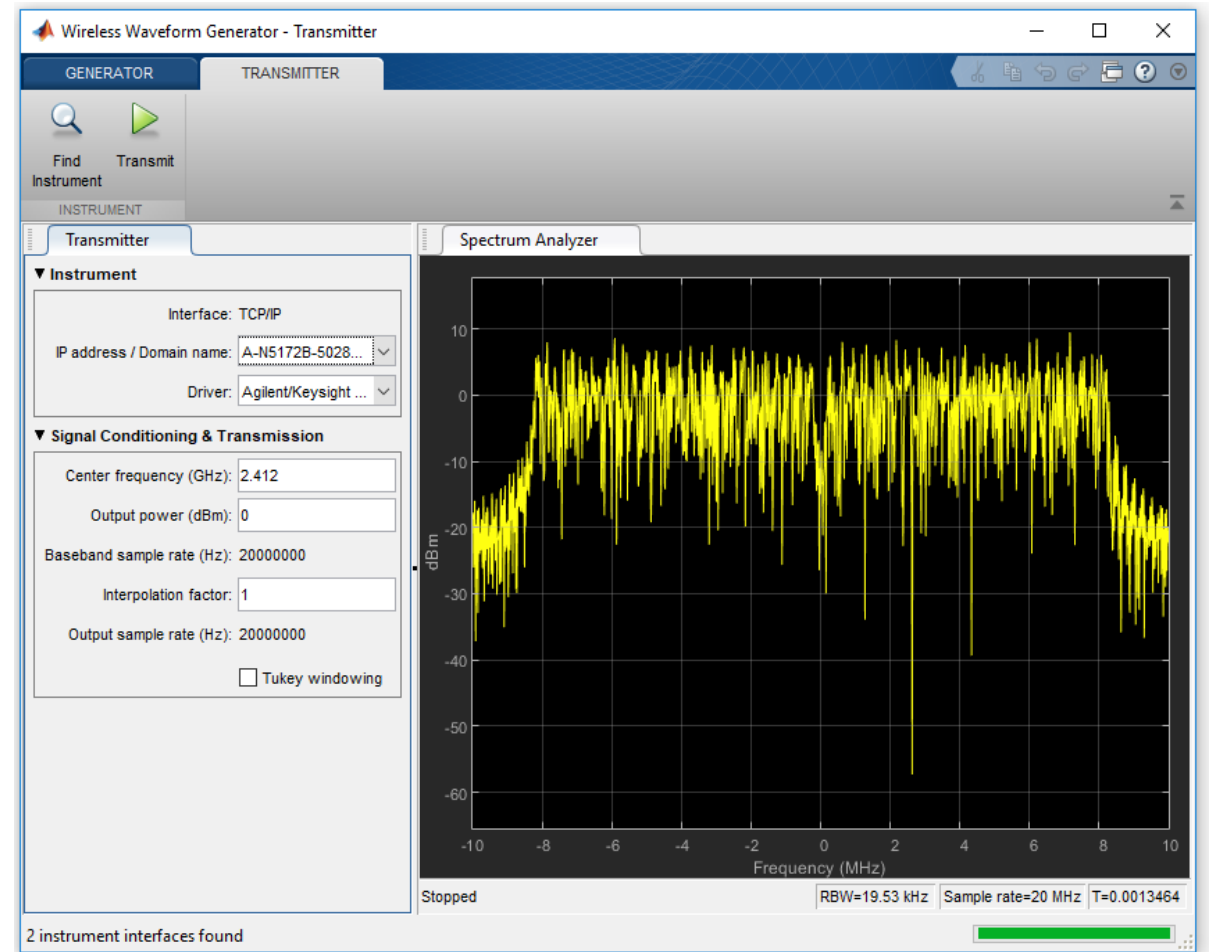 Wireless Waveform Generator - Transmitter
GENERATOR
TRANSMITTER
Find
Instrument
Transmit
INSTRUMENT
Transmitter
Instrument
Interface: TCP/IP
IP address / Domain name: A-N5172B-5028...
Driver: Agilent/Keysight ...
Signal Conditioning & Transmission
Center frequency (GHz): 2.412
Output power (dBm): 0
Baseband sample rate (Hz): 20000000
Interpolation factor: 1
Output sample rate (Hz): 20000000
Tukey windowing
Spectrum Analyzer
10
0
-10
-20
-30
-40
-50
-60
dBm
-10 -8 -6 -4 -2 0 2 4 6 8 10
Frequency (MHz)
Stopped
RBW=19.53 kHz
Sample rate=20 MHz
T=0.0013464
2 instrument interfaces found